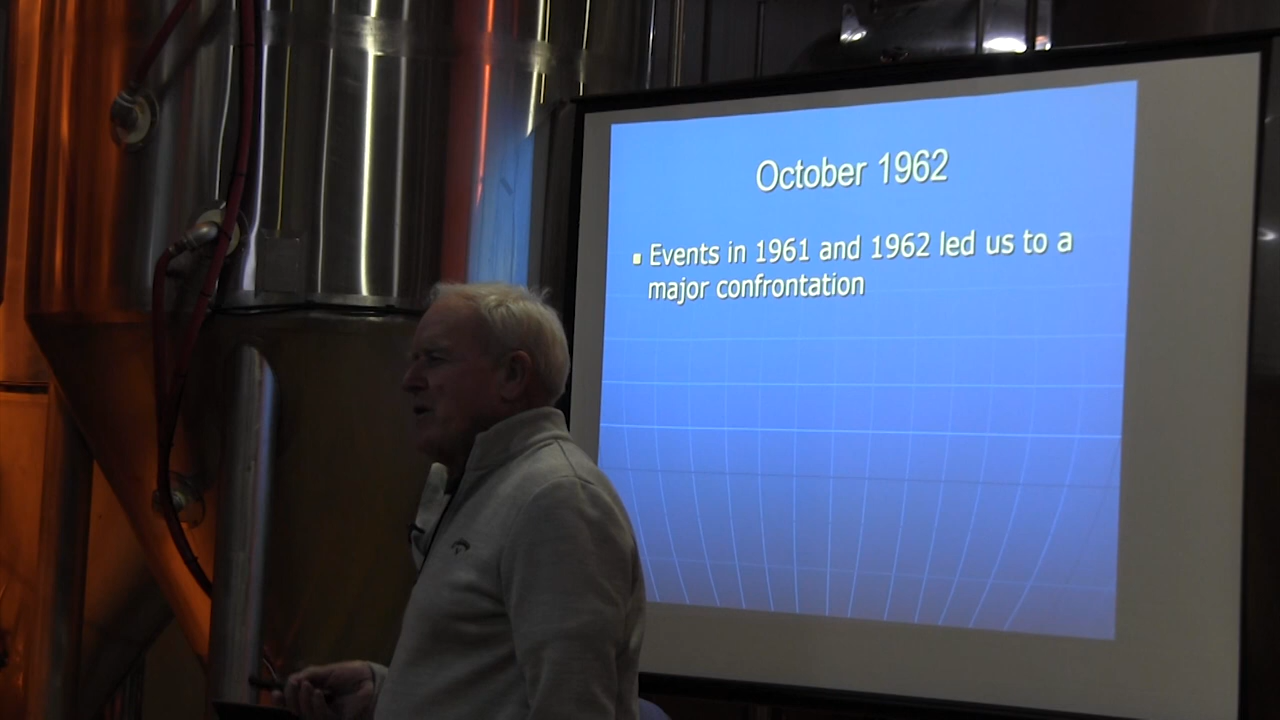 October 1962
Events in 1961 and 1962 led us to a
major confrontation